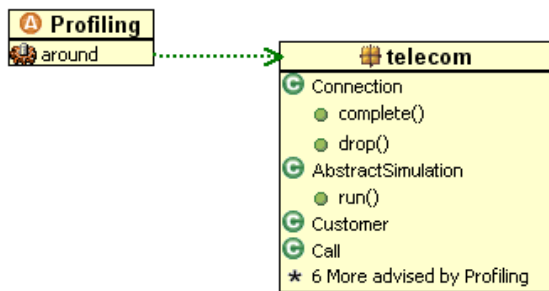 Profiling
around
telecom
Connection
complete()
drop()
AbstractSimulation
run()
Customer
Call
* 6 More advised by Profiling